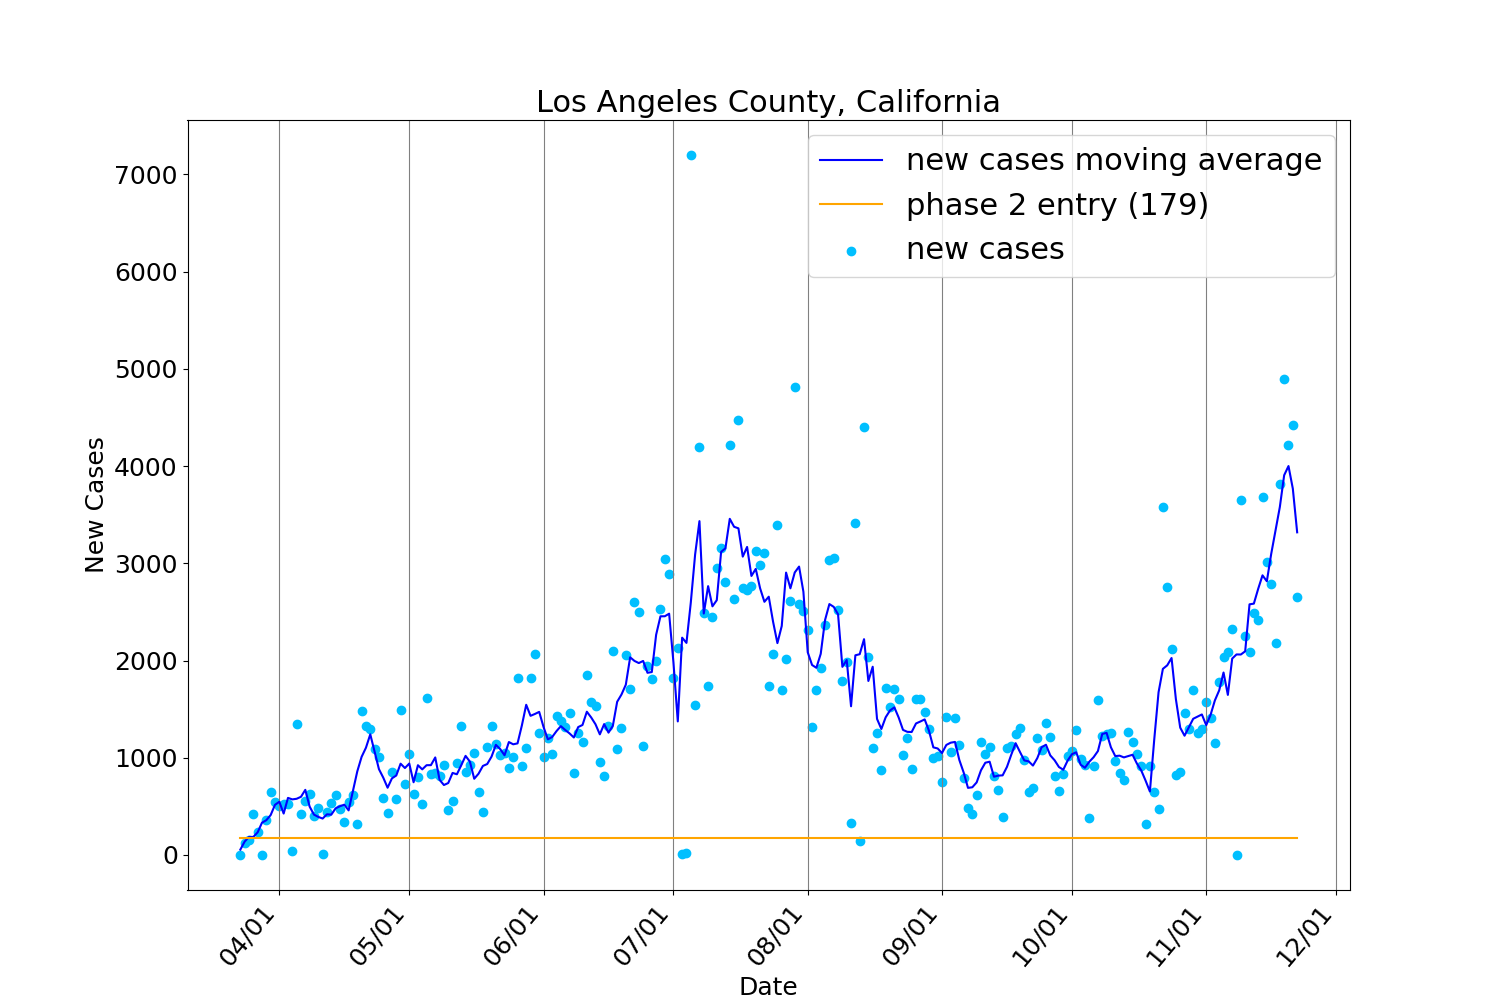 Los Angeles County, California
new cases moving average
phase 2 entry (179)
new cases
7000
6000
5000
4000
3000
2000
1000
0
New Cases
04/01
05/01
06/01
07/01
08/01
09/01
10/01
11/01
12/01
Date